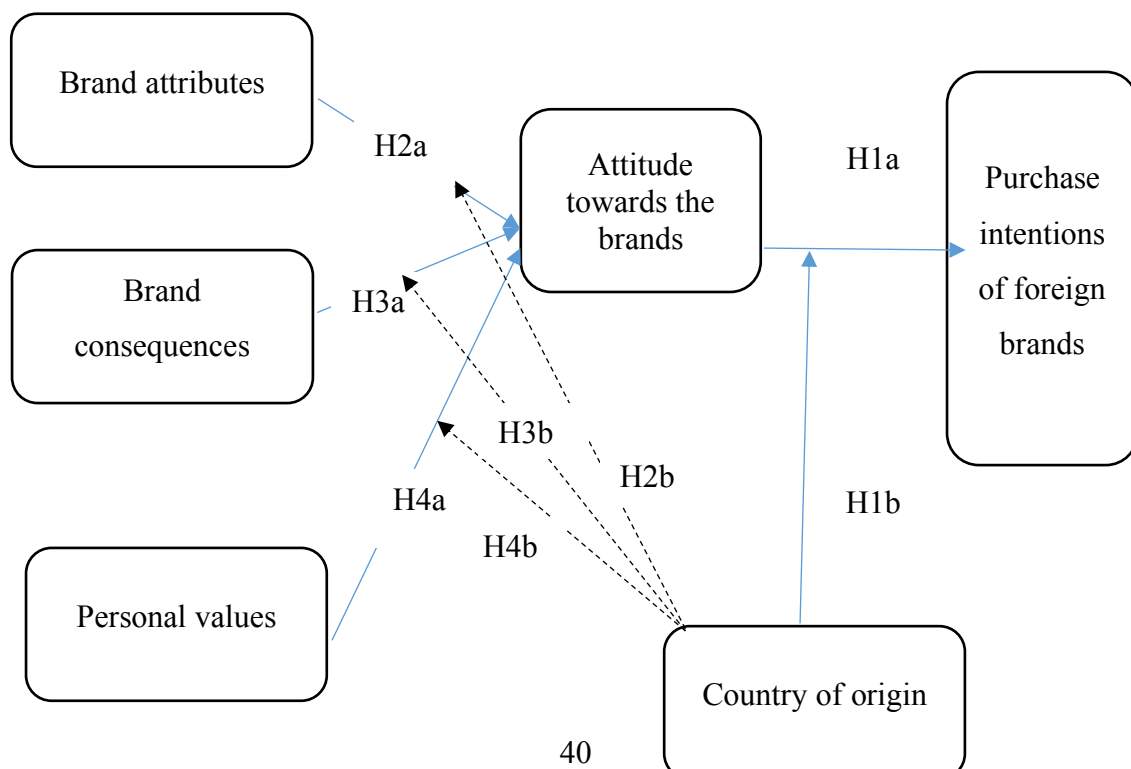 Brand attributes
H2a
Attitude
towards the
brands
H1a
Purchase
intentions
of foreign
brands
Brand
consequences
H3a
H3b
H2b
H4a
H4b
H1b
Personal values
Country of origin
40